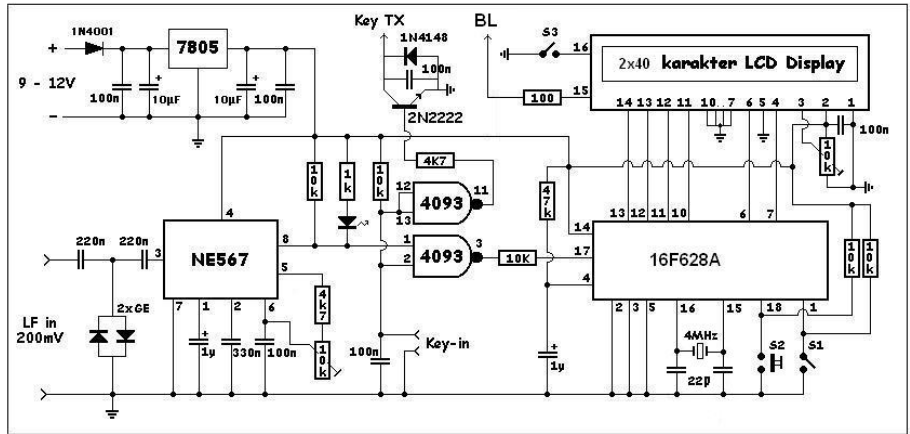 Key TX
BL
1N4001
7805
1N4148
100n
S3
16
2x40 karakter LCD Display
+
9 - 12V
-
100n
+
10µF
+
10µF
100n
2N2222
100
15
14 13 12 11 10..7 6 5 4 3 2 1
100n
10k
10k
1k
10k
4K7
12
13
4093
11
47k
4
8
1
2
4093
3
10K
13 12 11 10 6 7
14
17
4
16F628A
10k
10k
220n
220n
3
NE567
5
4k7
LF in
200mV
2xGE
7 1 2 6
+
1µ
330n
100n
10k
100n
Key-in
+
1µ
2 3 5 16 15 18 1
4MHz
22p
S2
S1